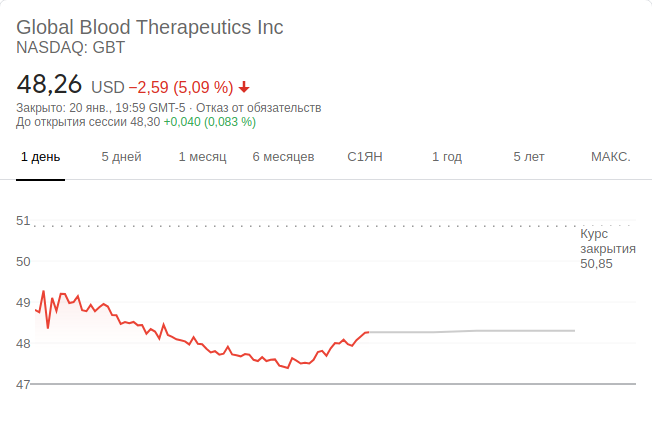 Global Blood Therapeutics Inc
NASDAQ: GBT
48,26 USD −2,59 (5,09 %)
Закрыто: 20 янв., 19:59 GMT-5 · Отказ от обязательств
До открытия сессии 48,30 +0,040 (0,083 %)
1 день 5 дней 1 месяц 6 месяцев С1ЯН 1 год 5 лет МАКС.
51
Курс
закрытия
50,85
50
49
48
47